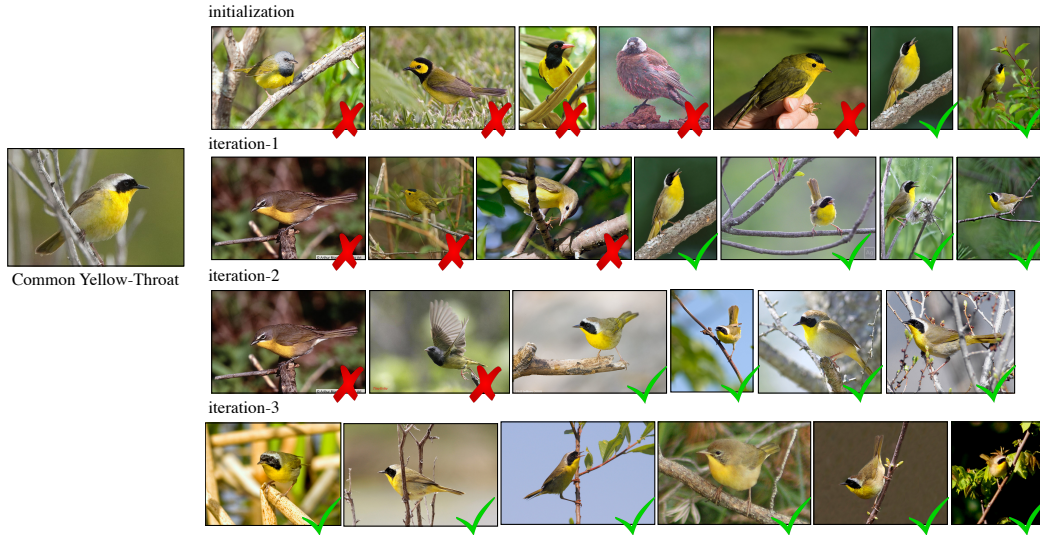 initialization
iteration-1
Common Yellow-Throat
iteration-2
iteration-3